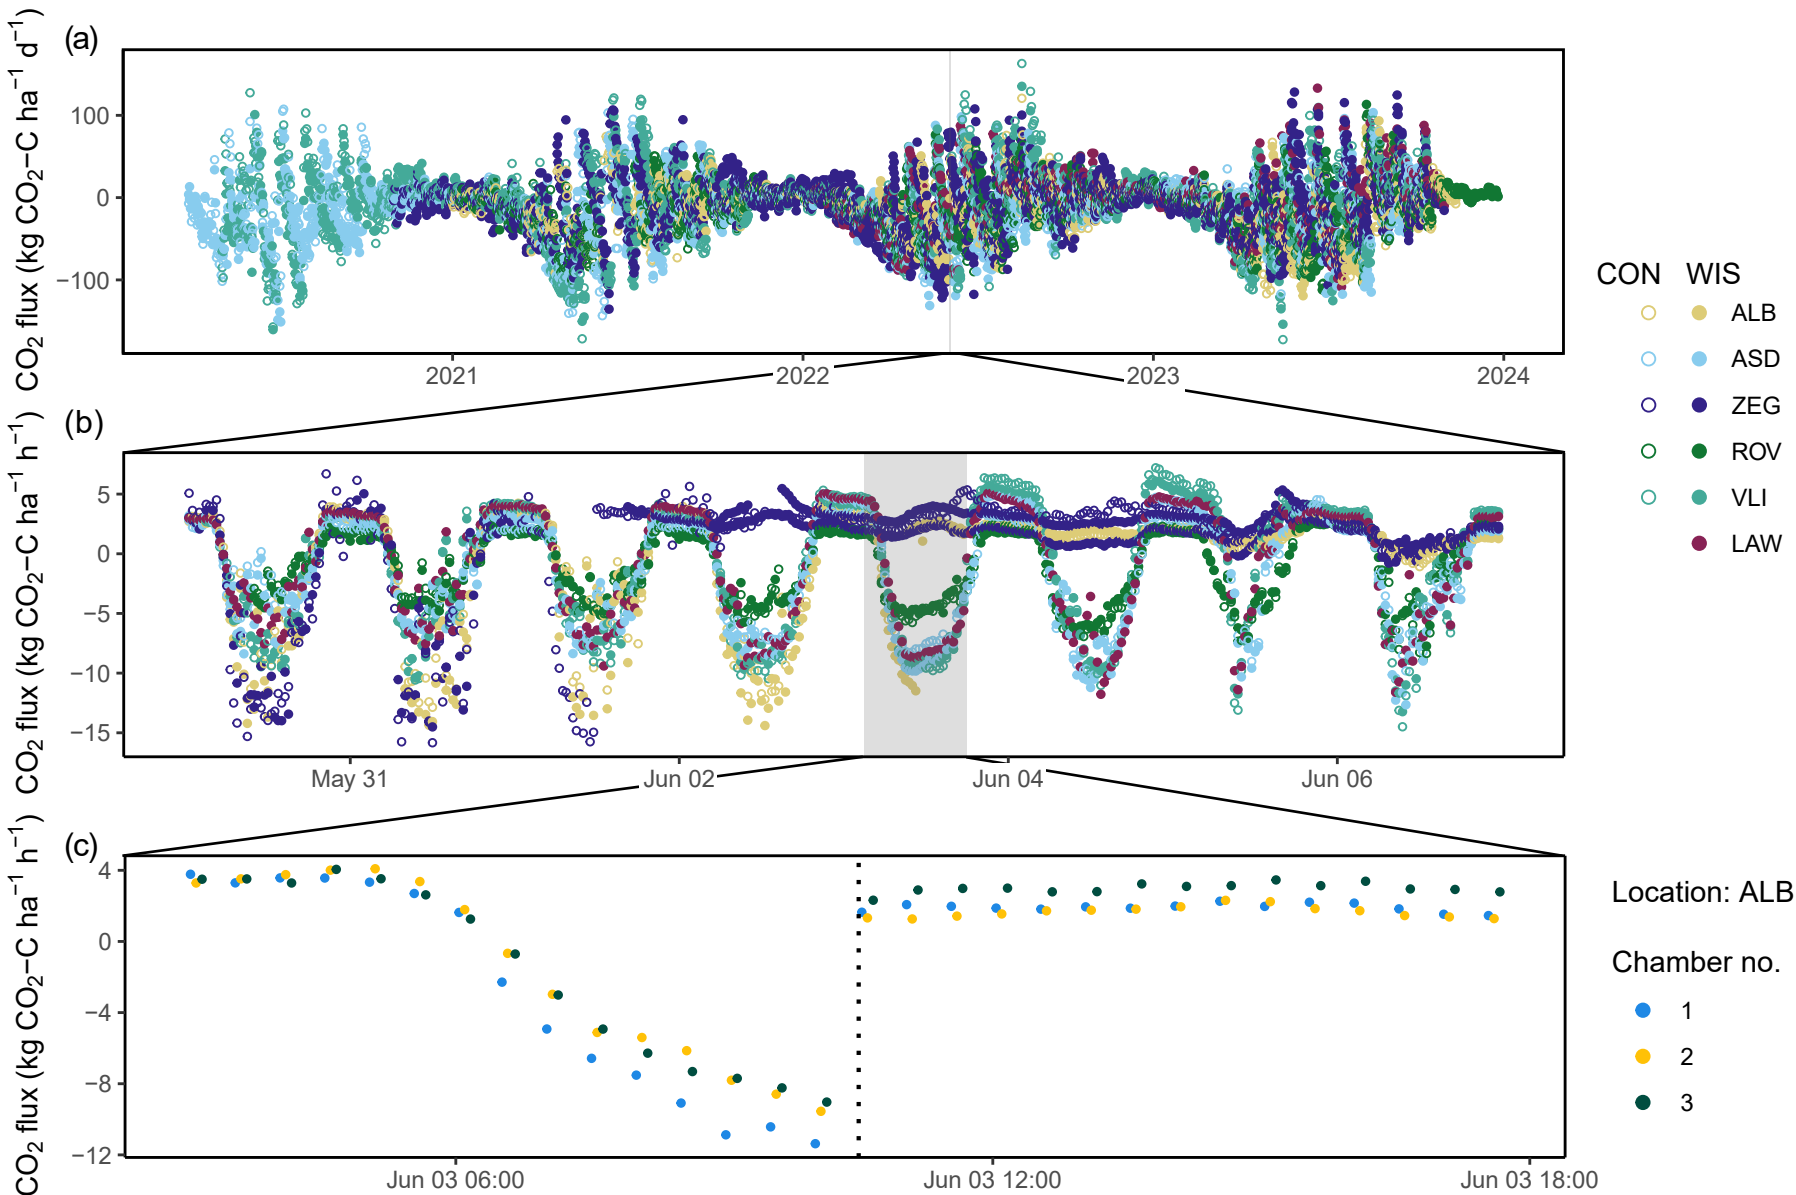 (a)
CO₂ flux (kg CO₂−C ha⁻¹ d⁻¹)
100
0
−100
2021 2022 2023 2024
CON WIS
ALB
ASD
ZEG
ROV
VLI
LAW
(b)
CO₂ flux (kg CO₂−C ha⁻¹ h⁻¹)
5
0
−5
−10
−15
May 31 Jun 02 Jun 04 Jun 06
(c)
CO₂ flux (kg CO₂−C ha⁻¹ h⁻¹)
4
0
−4
−8
−12
Jun 03 06:00 Jun 03 12:00 Jun 03 18:00
Location: ALB
Chamber no.
1
2
3